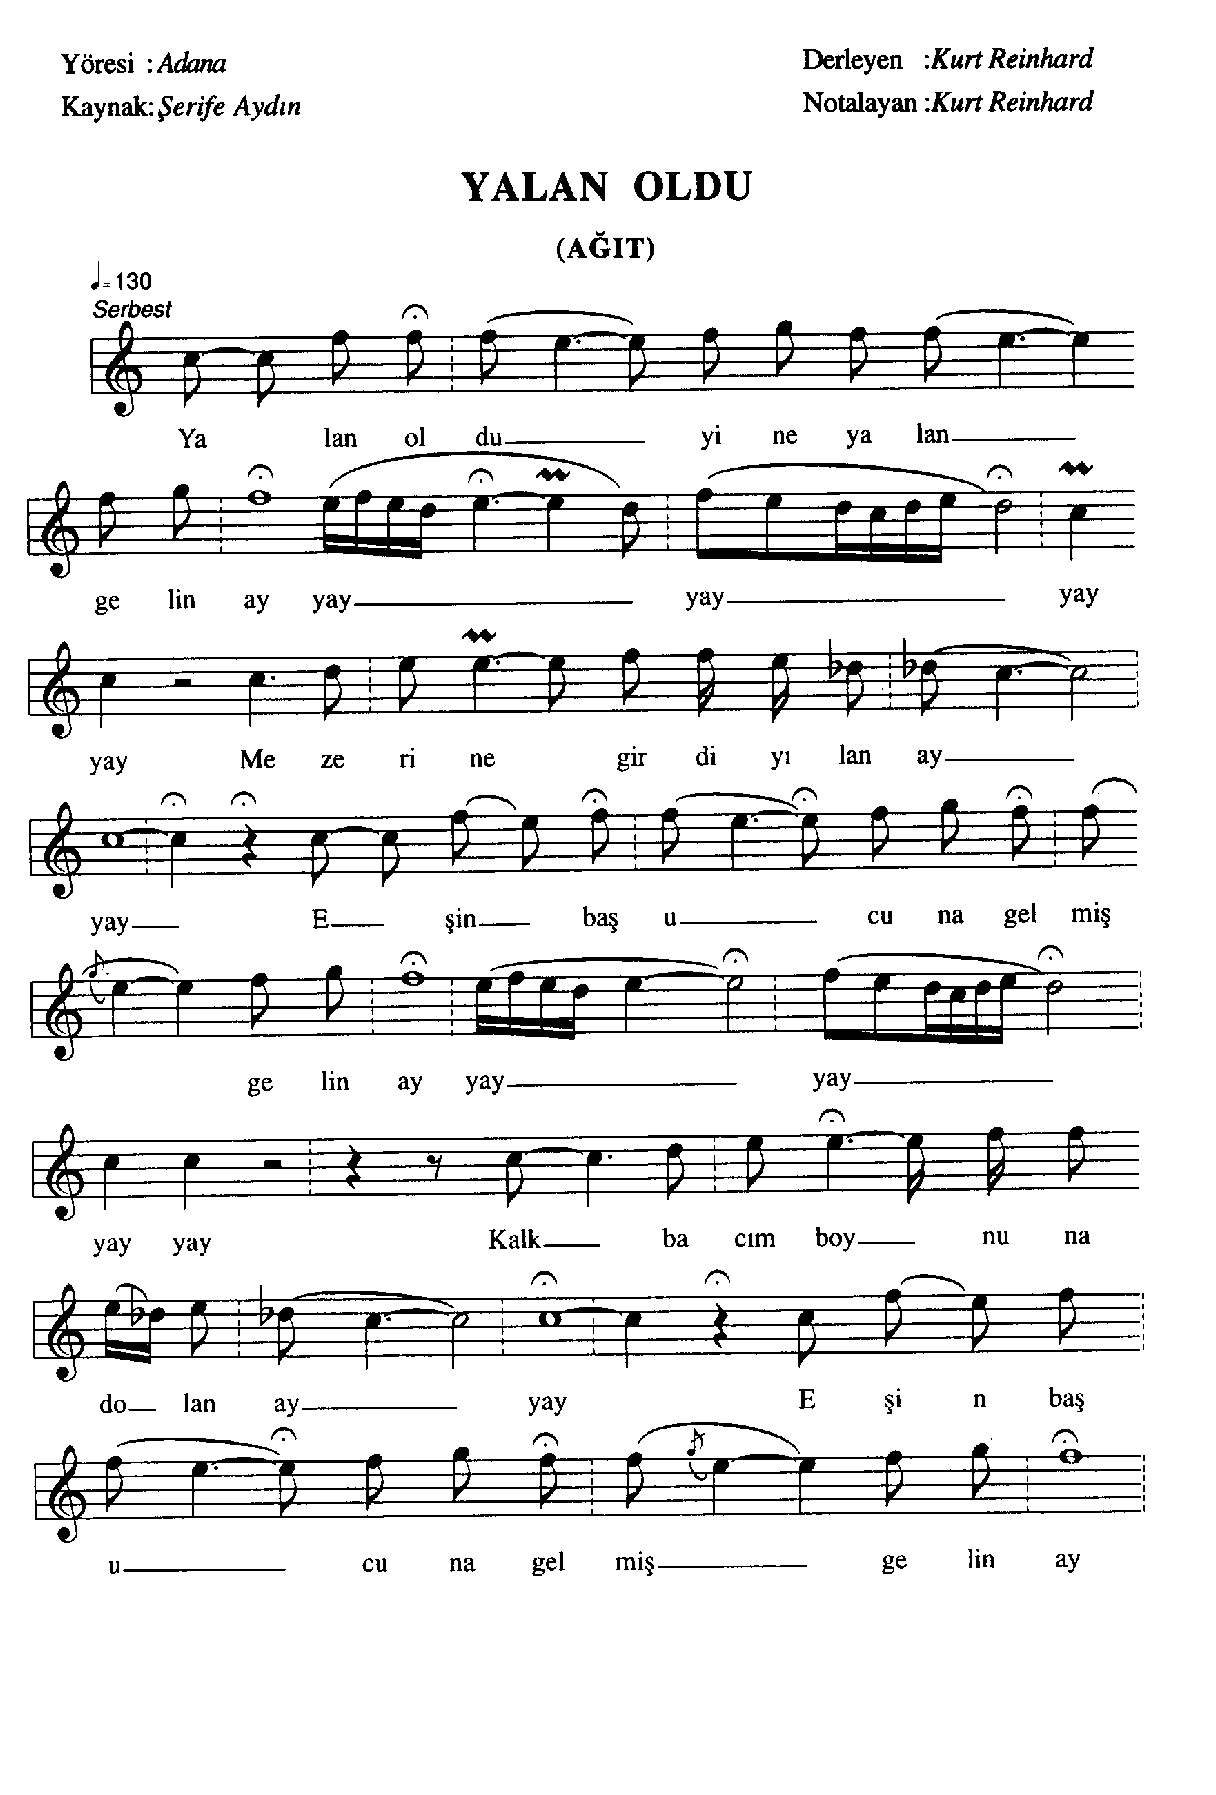 Yöresi : Adana
Derleyen : Kurt Reinhard
Kaynak: Şerife Aydın
Notalayan : Kurt Reinhard
YALAN OLDU
(AĞIT)
♩=130
Serbest
Ya lan ol du yi ne ya lan
ge lin ay yay yay yay
yay Me ze ri ne gir di yı lan ay
yay E şin baş u cu na gel miş
ge lin ay yay yay
yay yay Kalk ba cım boy nu na
do lan ay yay E şi n baş
u cu na gel miş ge lin ay